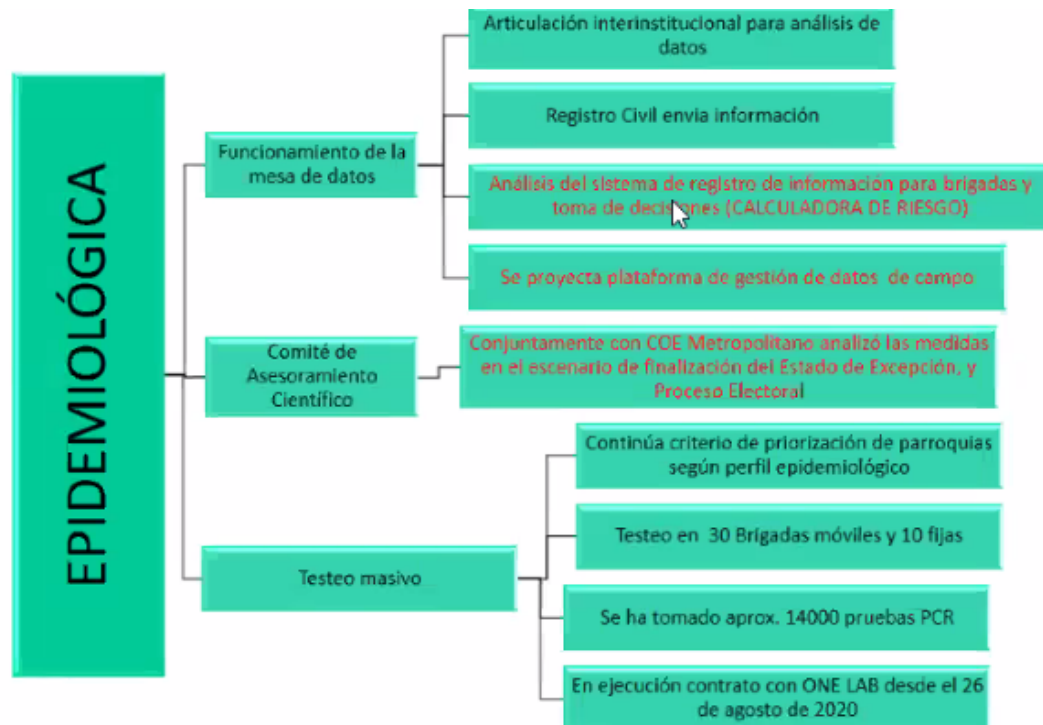 EPIDEMIOLÓGICA
Funcionamiento de la
mesa de datos
Articulación interinstitucional para análisis de
datos
Registro Civil envia información
Análisis del sistema de registro de información para brigadas y
toma de decisiones (CALCULADORA DE RIESGO)
Se proyecta plataforma de gestión de datos de campo
Comité de
Asesoramiento
Científico
Conjuntamente con COE Metropolitano analizó las medidas
en el escenario de finalización del Estado de Excepción, y
Proceso Electoral
Testeo masivo
Continúa criterio de priorización de parroquias
según perfil epidemiológico
Testeo en 30 Brigadas móviles y 10 fijas
Se ha tomado aprox. 14000 pruebas PCR
En ejecución contrato con ONE LAB desde el 26
de agosto de 2020